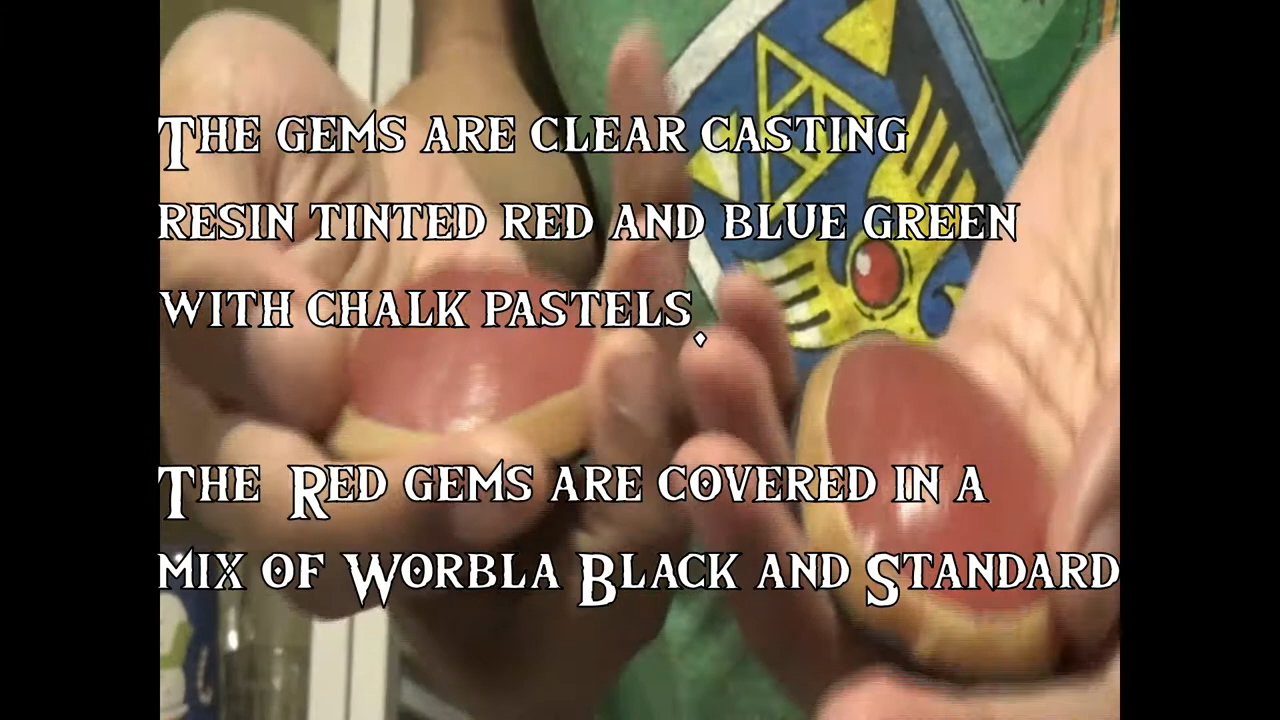 The gems are clear casting
resin tinted red and blue green
with chalk pastels.
The Red gems are covered in a
mix of Worbla Black and Standard